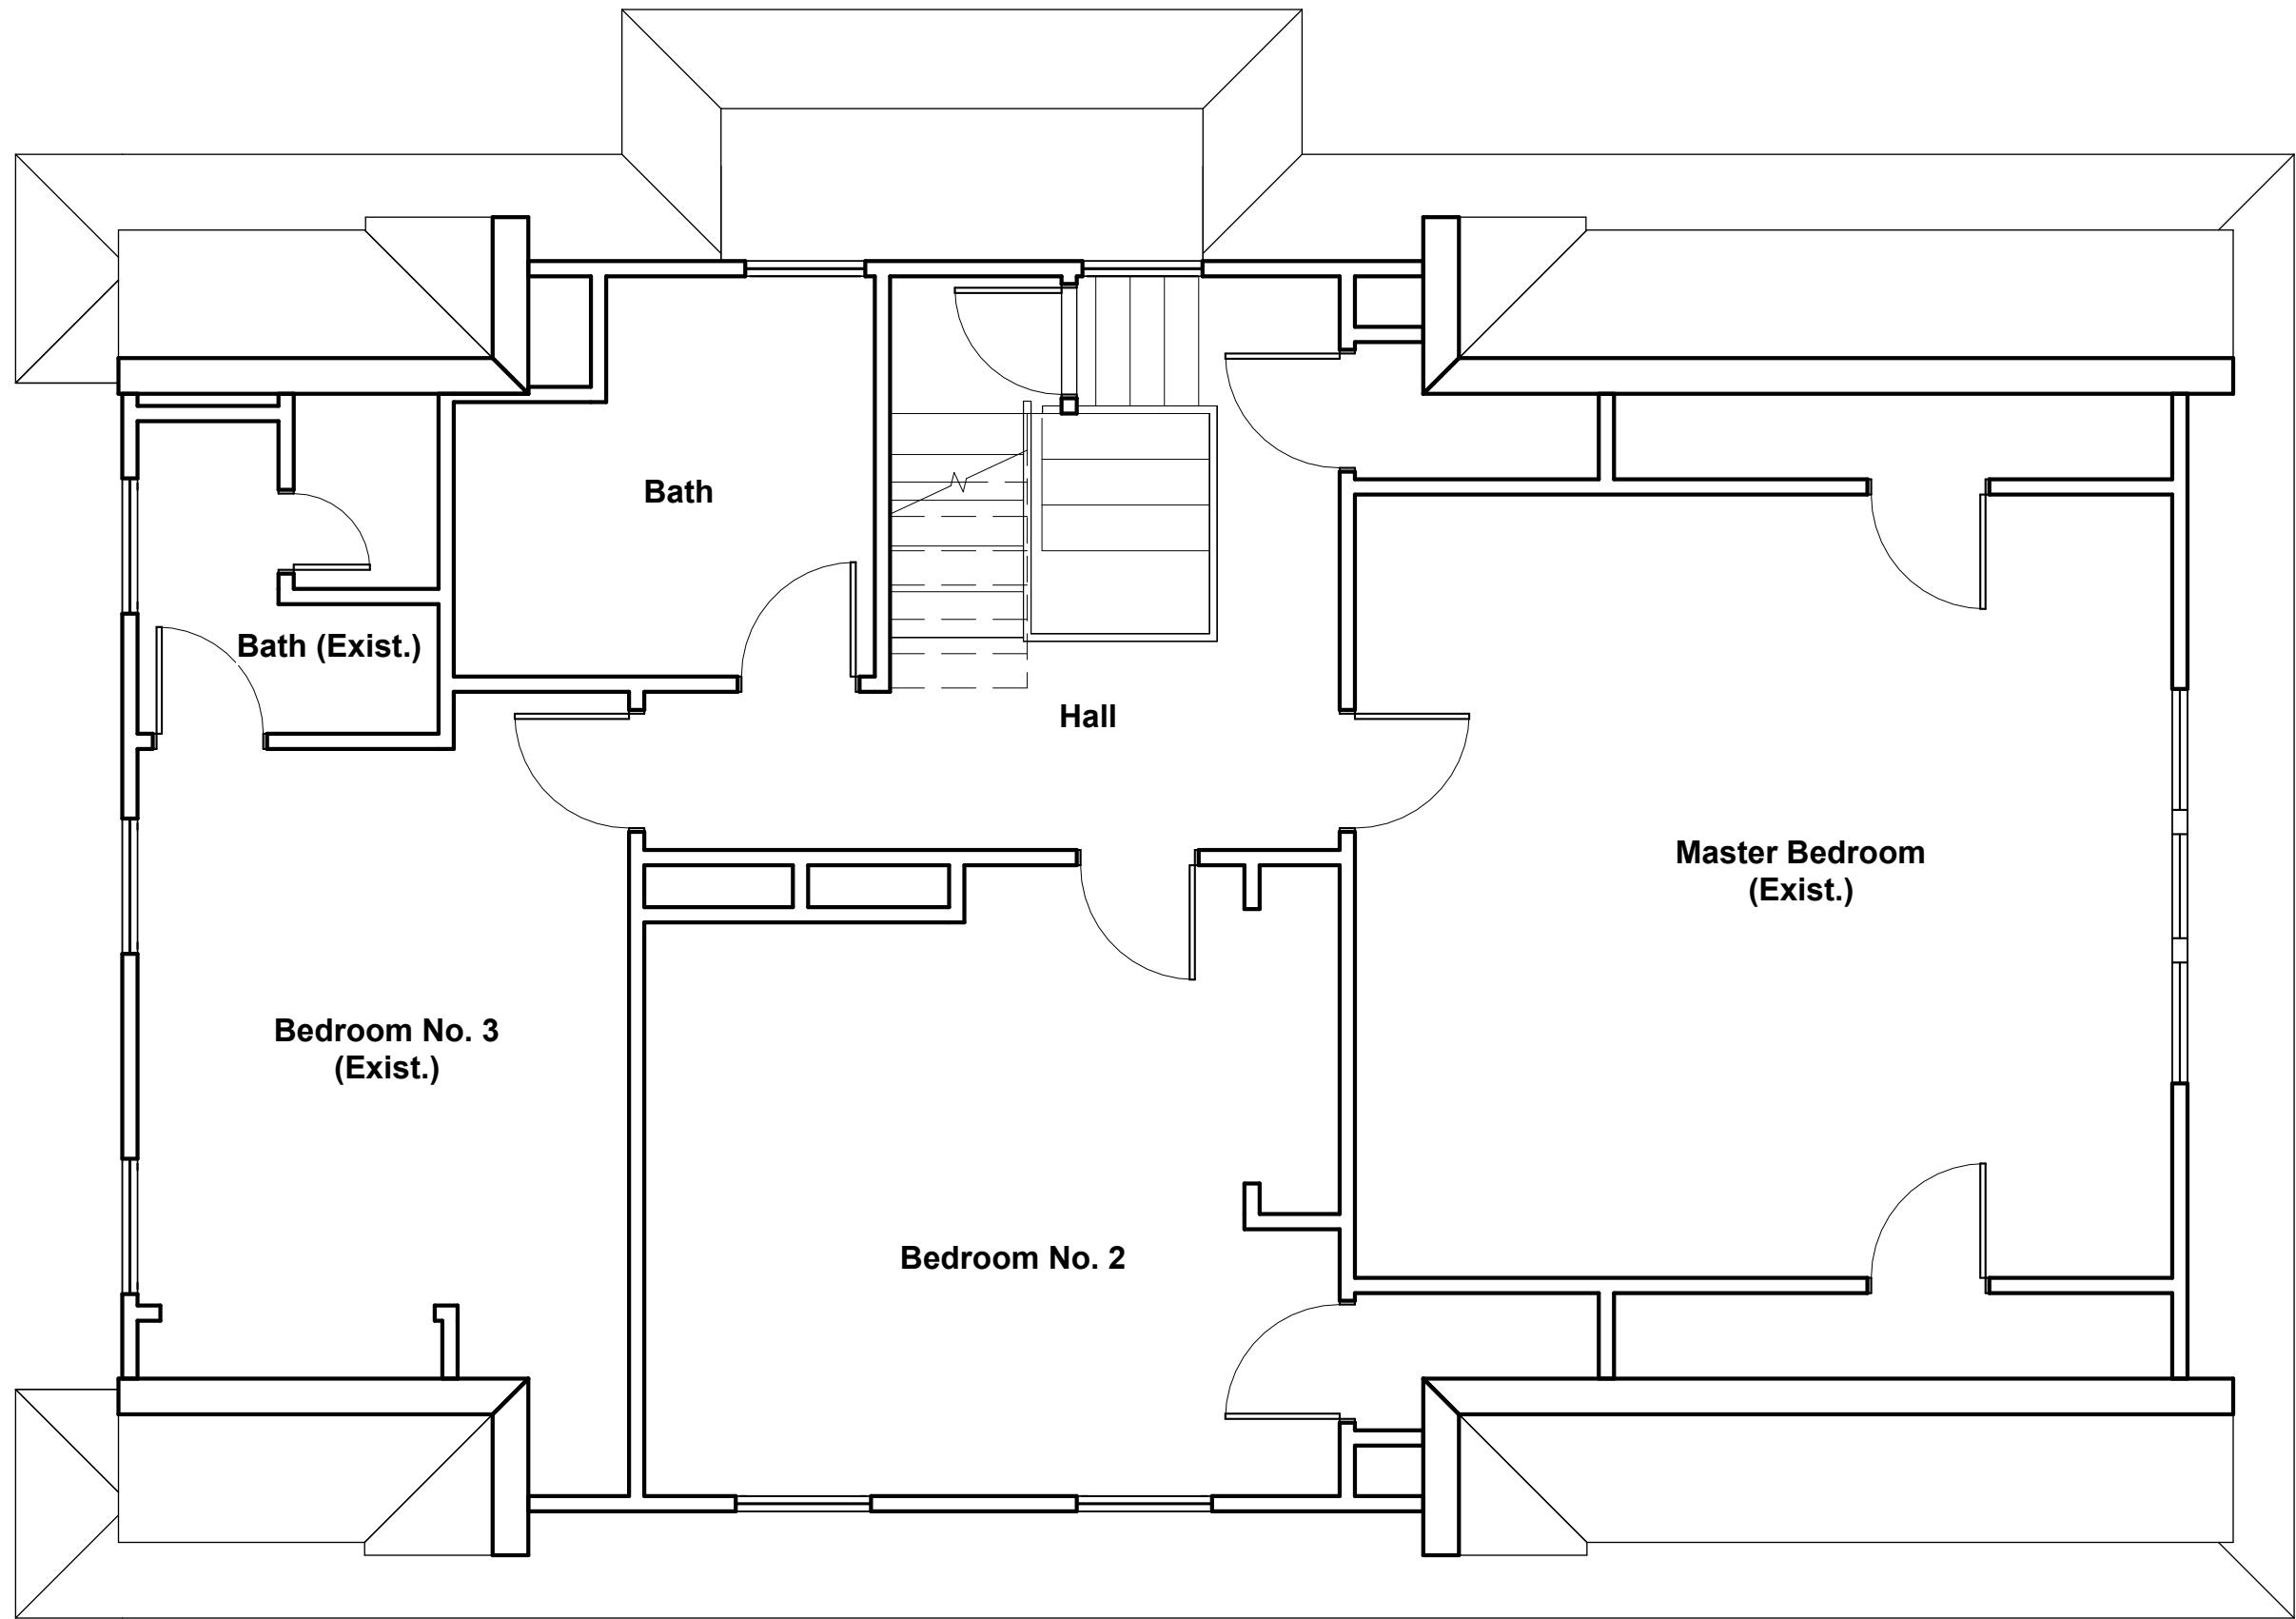 Bath
Bath (Exist.)
Hall
Master Bedroom
(Exist.)
Bedroom No. 3
(Exist.)
Bedroom No. 2